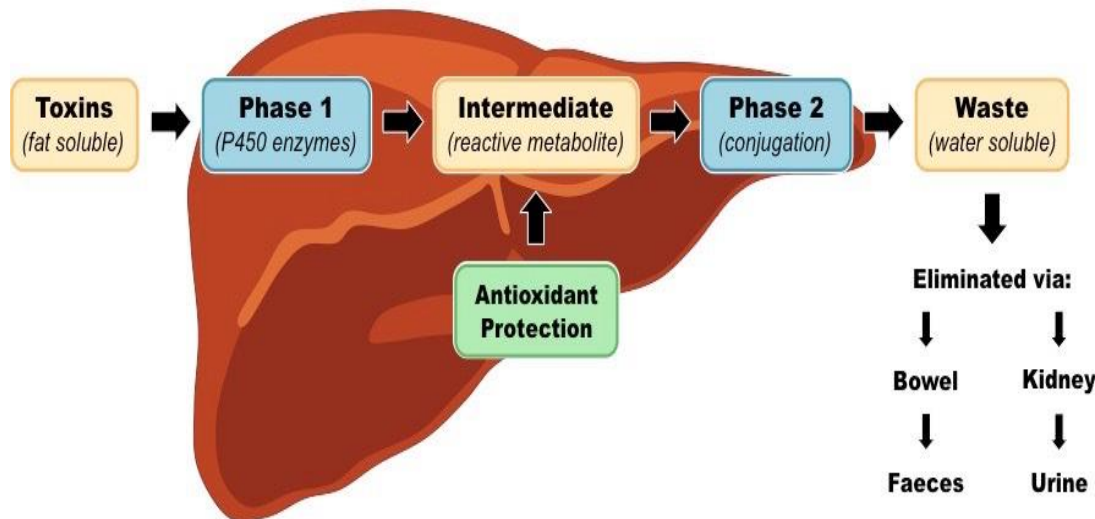 Toxins
(fat soluble)
Phase 1
(P450 enzymes)
Intermediate
(reactive metabolite)
Phase 2
(conjugation)
Waste
(water soluble)
Antioxidant
Protection
Eliminated via:
Bowel
Kidney
Faeces
Urine